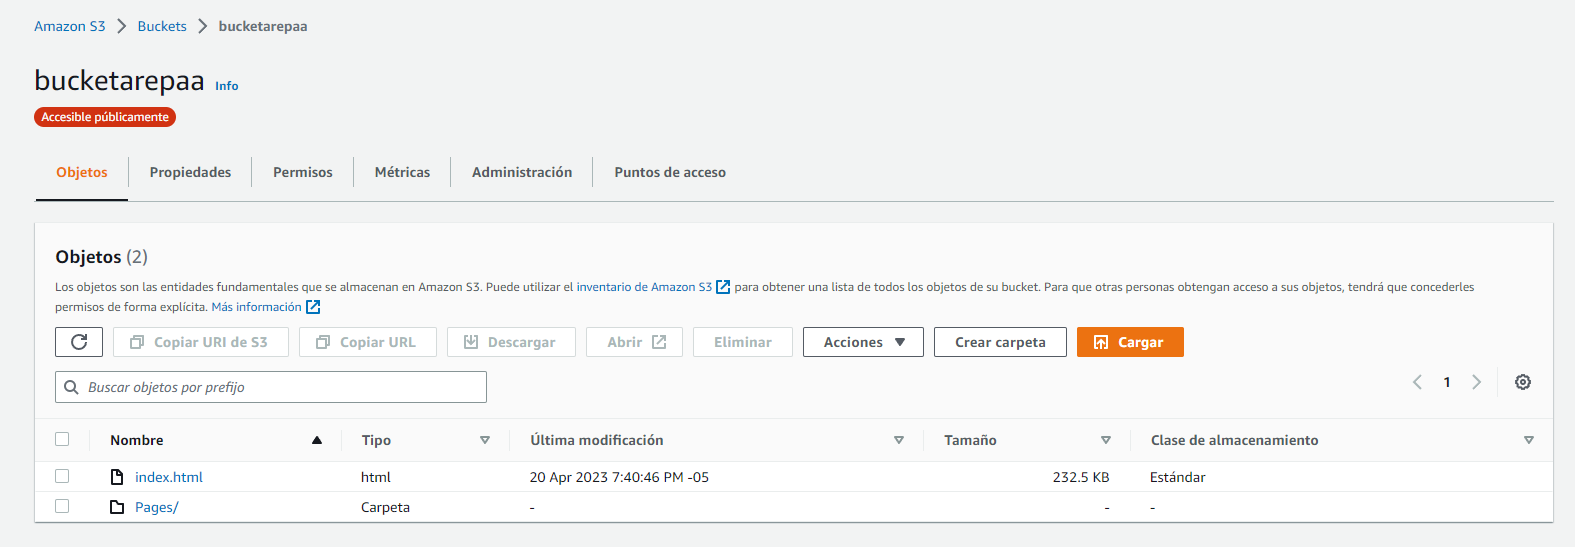 Amazon S3 > Buckets > bucketarepaa
bucketarepaa Info
Accesible públicamente
Objetos Propiedades Permisos Métricas Administración Puntos de acceso
Objetos (2)
Los objetos son las entidades fundamentales que se almacenan en Amazon S3. Puede utilizar el inventario de Amazon S3 para obtener una lista de todos los objetos de su bucket. Para que otras personas obtengan acceso a sus objetos, tendrá que concederles
permisos de forma explícita. Más información
Copiar URI de S3 Copiar URL Descargar Abrir Eliminar Acciones Crear carpeta Cargar
Buscar objetos por prefijo 1
Nombre Tipo Última modificación Tamaño Clase de almacenamiento
index.html html 20 Apr 2023 7:40:46 PM -05 232.5 KB Estándar
Pages/ Carpeta - - -